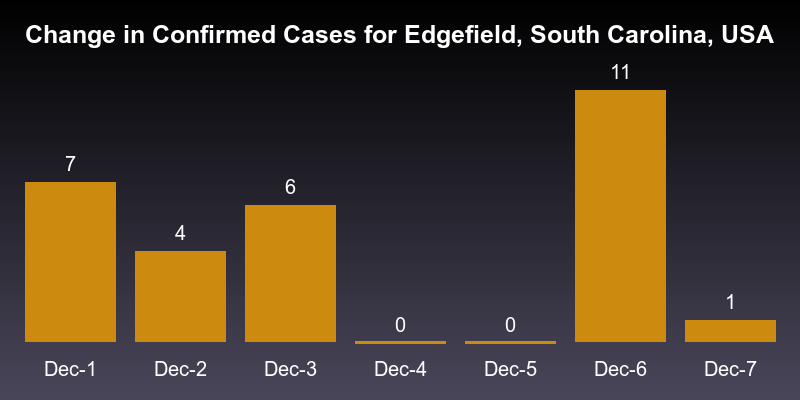 Change in Confirmed Cases for Edgefield, South Carolina, USA
11
7
6
4
0
0
1
Dec-1
Dec-2
Dec-3
Dec-4
Dec-5
Dec-6
Dec-7